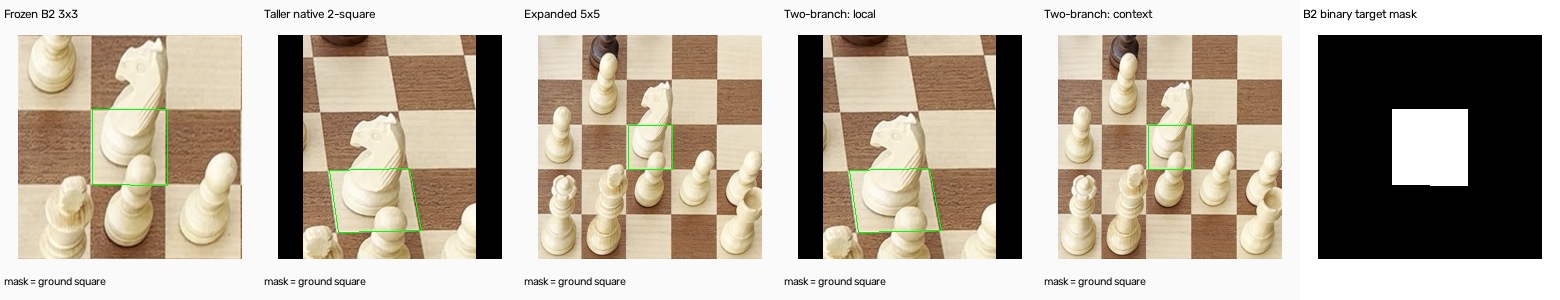 Frozen B2 3x3
Taller native 2-square
Expanded 5x5
Two-branch: local
Two-branch: context
B2 binary target mask
mask = ground square
mask = ground square
mask = ground square
mask = ground square
mask = ground square